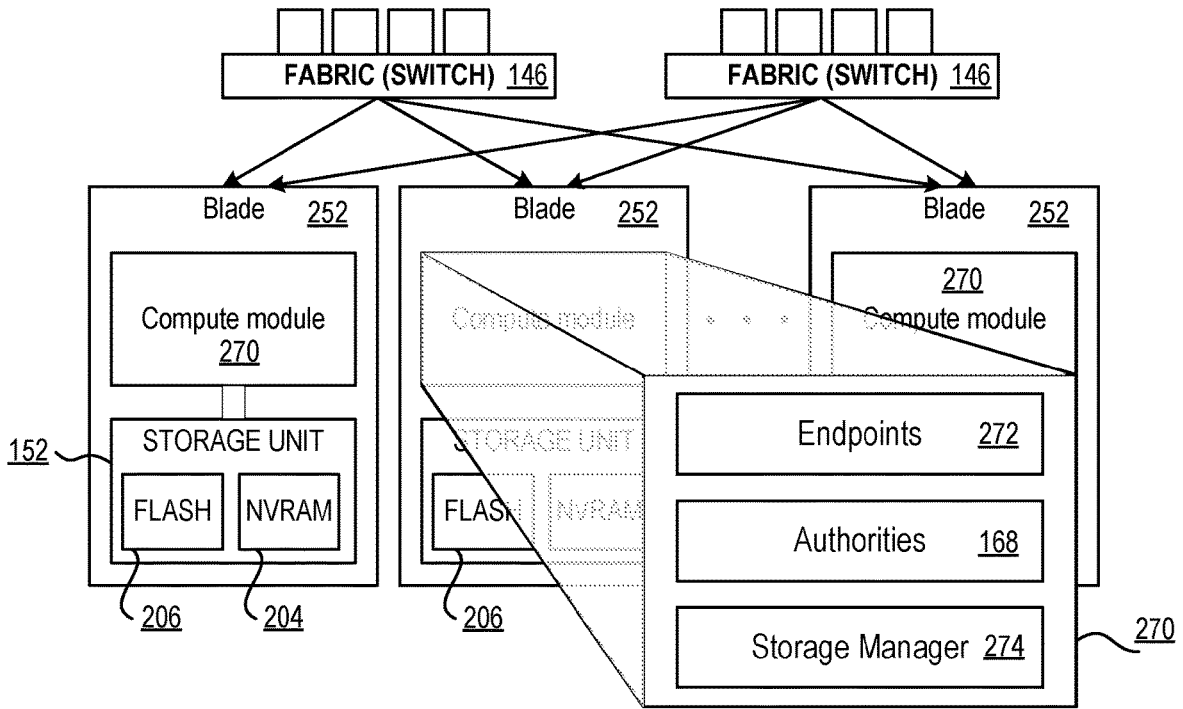 FABRIC (SWITCH) 146
FABRIC (SWITCH) 146
Blade 252
Blade 252
Blade 252
Compute module
270
Compute module
270
Compute module
152
STORAGE UNIT
FLASH
NVRAM
206
204
STORAGE UNIT
FLASH
NVRAM
206
Endpoints 272
Authorities 168
Storage Manager 274
270